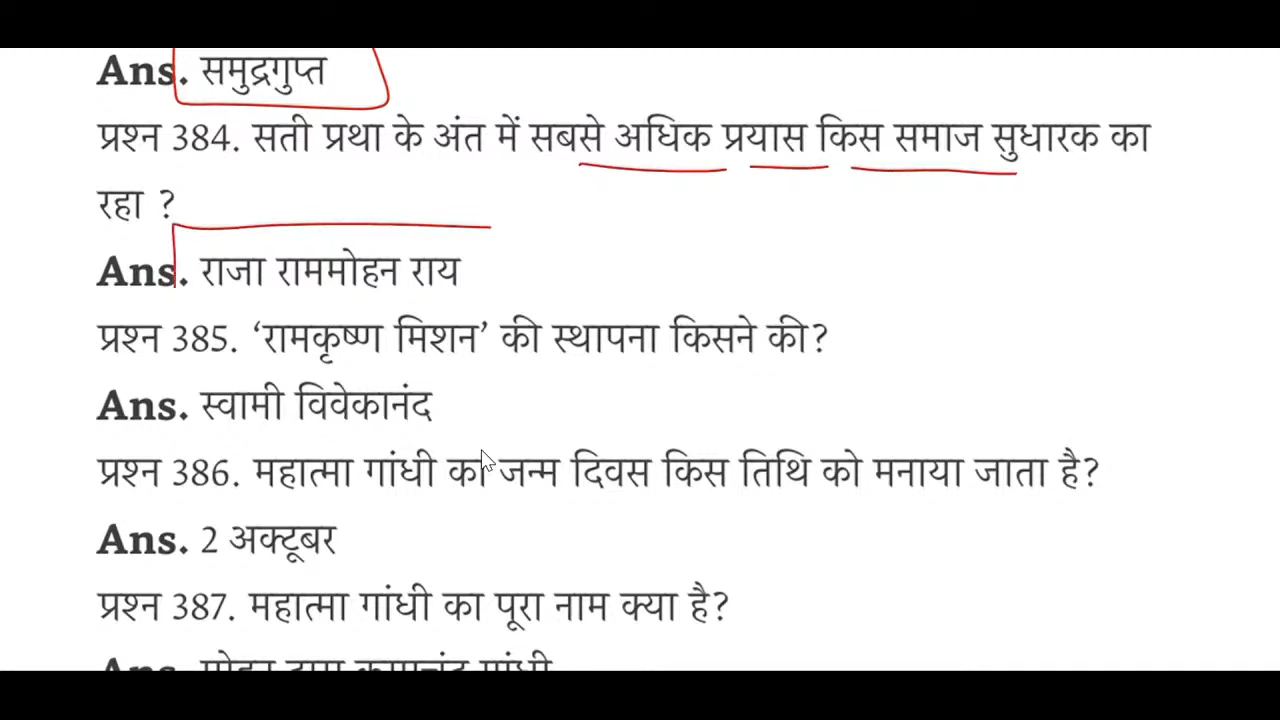 Ans. समुद्रगुप्त
प्रश्न 384. सती प्रथा के अंत में सबसे अधिक प्रयास किस समाज सुधारक का
रहा ?
Ans. राजा राममोहन राय
प्रश्न 385. ‘रामकृष्ण मिशन’ की स्थापना किसने की?
Ans. स्वामी विवेकानंद
प्रश्न 386. महात्मा गांधी का जन्म दिवस किस तिथि को मनाया जाता है?
Ans. 2 अक्टूबर
प्रश्न 387. महात्मा गांधी का पूरा नाम क्या है?
Ans. गांधी